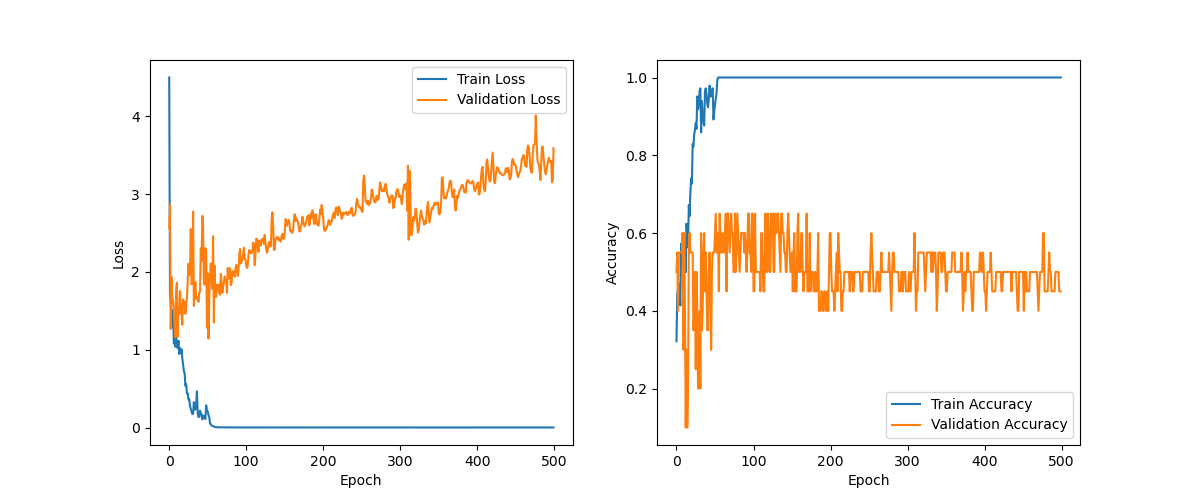 Train Loss
Validation Loss
4
3
2
1
0
Loss
0
100
200
300
400
500
Epoch
1.0
0.8
0.6
0.4
0.2
Accuracy
Train Accuracy
Validation Accuracy
0
100
200
300
400
500
Epoch